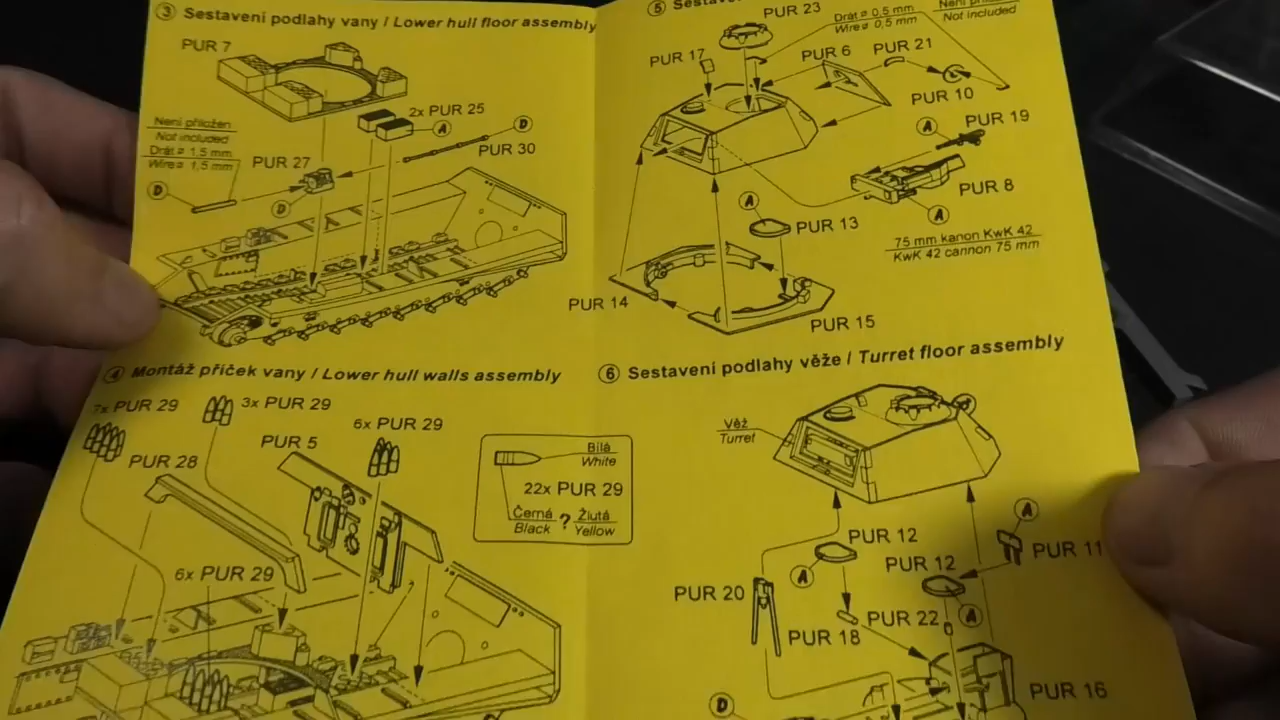 3 Sestavení podlahy vany / Lower hull floor assembly
PUR 7
2x PUR 25
A
D
Není přiložen
Not included
Drát ø 1,5 mm
Wire ø 1,5 mm
PUR 27
PUR 30
D
D
4 Montáž příček vany / Lower hull walls assembly
7x PUR 29
3x PUR 29
6x PUR 29
PUR 5
PUR 28
Bílá
White
22x PUR 29
Černá
Black
?
Žlutá
Yellow
6x PUR 29
5
PUR 23
Drát ø 0,5 mm
Wire ø 0,5 mm
Not included
PUR 17
PUR 6
PUR 21
PUR 10
A
PUR 19
PUR 8
A
A
PUR 13
75 mm kanon KwK 42
KwK 42 cannon 75 mm
PUR 14
PUR 15
6 Sestavení podlahy věže / Turret floor assembly
Věž
Turret
A
PUR 12
PUR 11
PUR 12
A
PUR 20
A
PUR 22
PUR 18
PUR 16
D